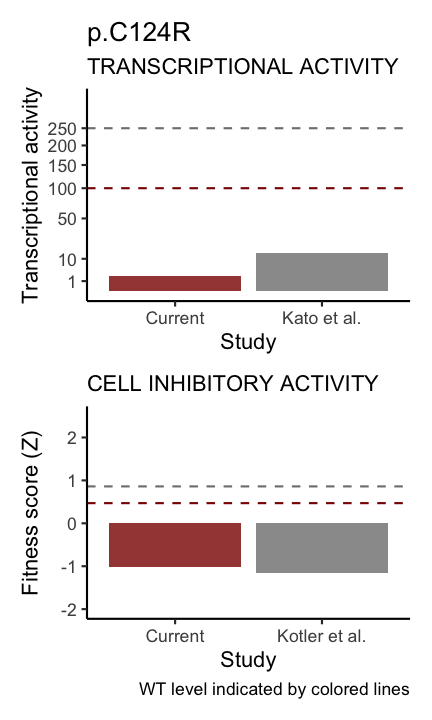 p.C124R
TRANSCRIPTIONAL ACTIVITY
Transcriptional activity
250
200
150
100
50
10
1
Current
Kato et al.
Study
CELL INHIBITORY ACTIVITY
Fitness score (Z)
2
1
0
-1
-2
Current
Kotler et al.
Study
WT level indicated by colored lines